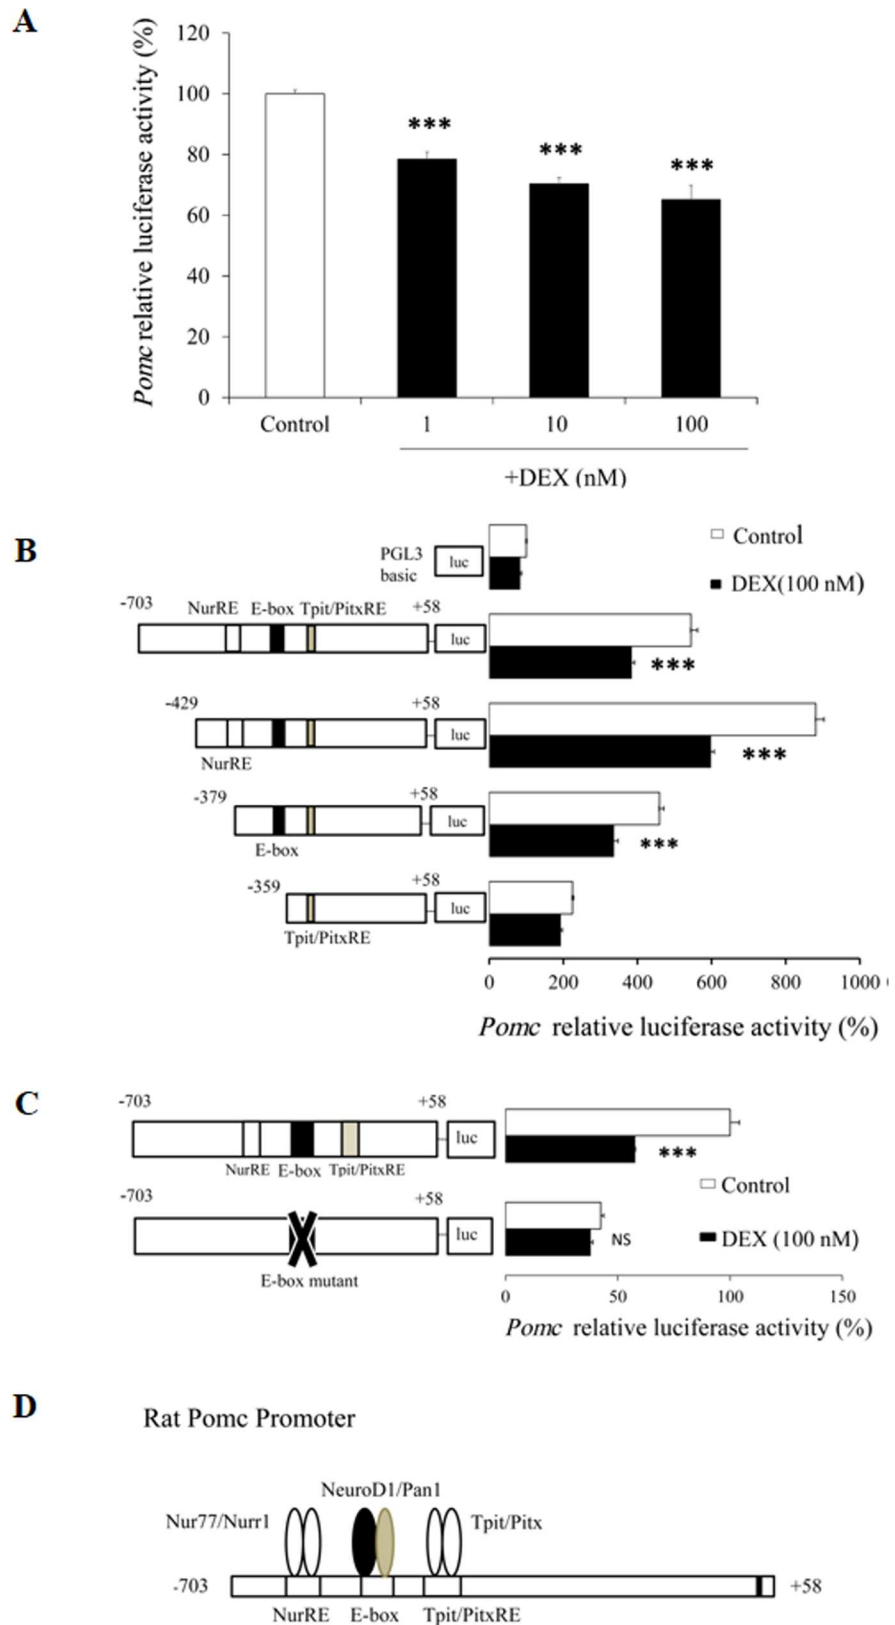 A
Pomc relative luciferase activity (%)
120
100
80
60
40
20
0
***
***
***
Control
1
10
100
+DEX (nM)
B
PGL3 basic
luc
Control
DEX(100 nM)
-703
NurRE E-box Tpit/PitxRE
+58
luc
***
-429
+58
luc
NurRE
***
-379
+58
luc
E-box
***
-359
+58
luc
Tpit/PitxRE
0 200 400 600 800 1000
Pomc relative luciferase activity (%)
C
-703
+58
luc
NurRE E-box Tpit/PitxRE
***
Control
-703
+58
luc
NS
DEX (100 nM)
E-box mutant
0 50 100 150
Pomc relative luciferase activity (%)
D
Rat Pomc Promoter
NeuroD1/Pan1
Nur77/Nurr1
Tpit/Pitx
-703
+58
NurRE E-box Tpit/PitxRE